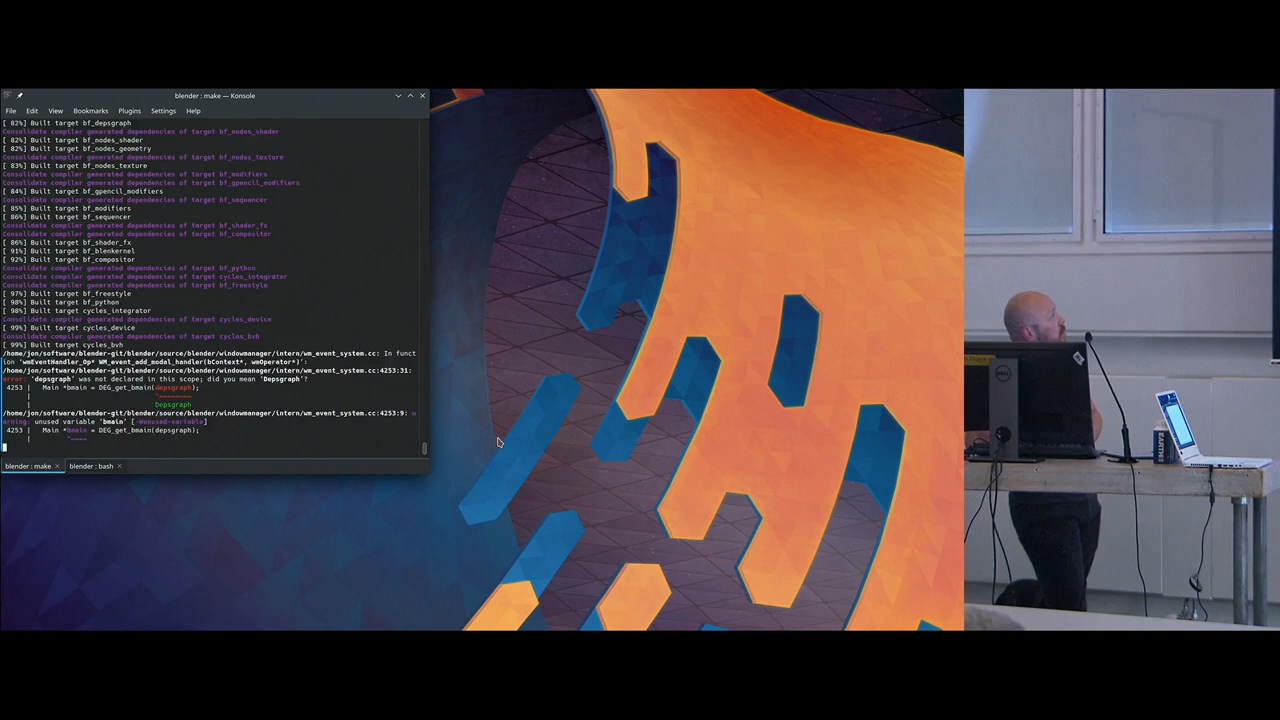 blender : make — Konsole
File Edit View Bookmarks Plugins Settings Help
[ 82%] Built target bf_depsgraph
Consolidate compiler generated dependencies of target bf_nodes_shader
[ 82%] Built target bf_nodes_shader
[ 82%] Built target bf_nodes_geometry
Consolidate compiler generated dependencies of target bf_nodes_texture
[ 83%] Built target bf_nodes_texture
Consolidate compiler generated dependencies of target bf_modifiers
Consolidate compiler generated dependencies of target bf_gpencil_modifiers
[ 84%] Built target bf_gpencil_modifiers
Consolidate compiler generated dependencies of target bf_sequencer
[ 85%] Built target bf_modifiers
[ 86%] Built target bf_sequencer
Consolidate compiler generated dependencies of target bf_shader_fx
Consolidate compiler generated dependencies of target bf_compositor
[ 86%] Built target bf_shader_fx
[ 91%] Built target bf_blenkernel
[ 92%] Built target bf_compositor
Consolidate compiler generated dependencies of target bf_python
Consolidate compiler generated dependencies of target cycles_integrator
Consolidate compiler generated dependencies of target bf_freestyle
[ 97%] Built target bf_freestyle
[ 98%] Built target bf_python
[ 98%] Built target cycles_integrator
Consolidate compiler generated dependencies of target cycles_device
[ 99%] Built target cycles_device
Consolidate compiler generated dependencies of target cycles_bvh
[ 99%] Built target cycles_bvh
/home/jon/software/blender-git/blender/source/blender/windowmanager/intern/wm_event_system.cc: In funct
ion ‘wmEventHandler_Op* WM_event_add_modal_handler(bContext*, wmOperator*)’:
/home/jon/software/blender-git/blender/source/blender/windowmanager/intern/wm_event_system.cc:4253:31:
error: ‘depsgraph’ was not declared in this scope; did you mean ‘Depsgraph’?
4253 | Main *bmain = DEG_get_bmain(depsgraph);
| ^~~~~~~~~
| Depsgraph
/home/jon/software/blender-git/blender/source/blender/windowmanager/intern/wm_event_system.cc:4253:9: w
arning: unused variable ‘bmain’ [-Wunused-variable]
4253 | Main *bmain = DEG_get_bmain(depsgraph);
| ^~~~~
blender : make blender : bash
DELL
EARTH